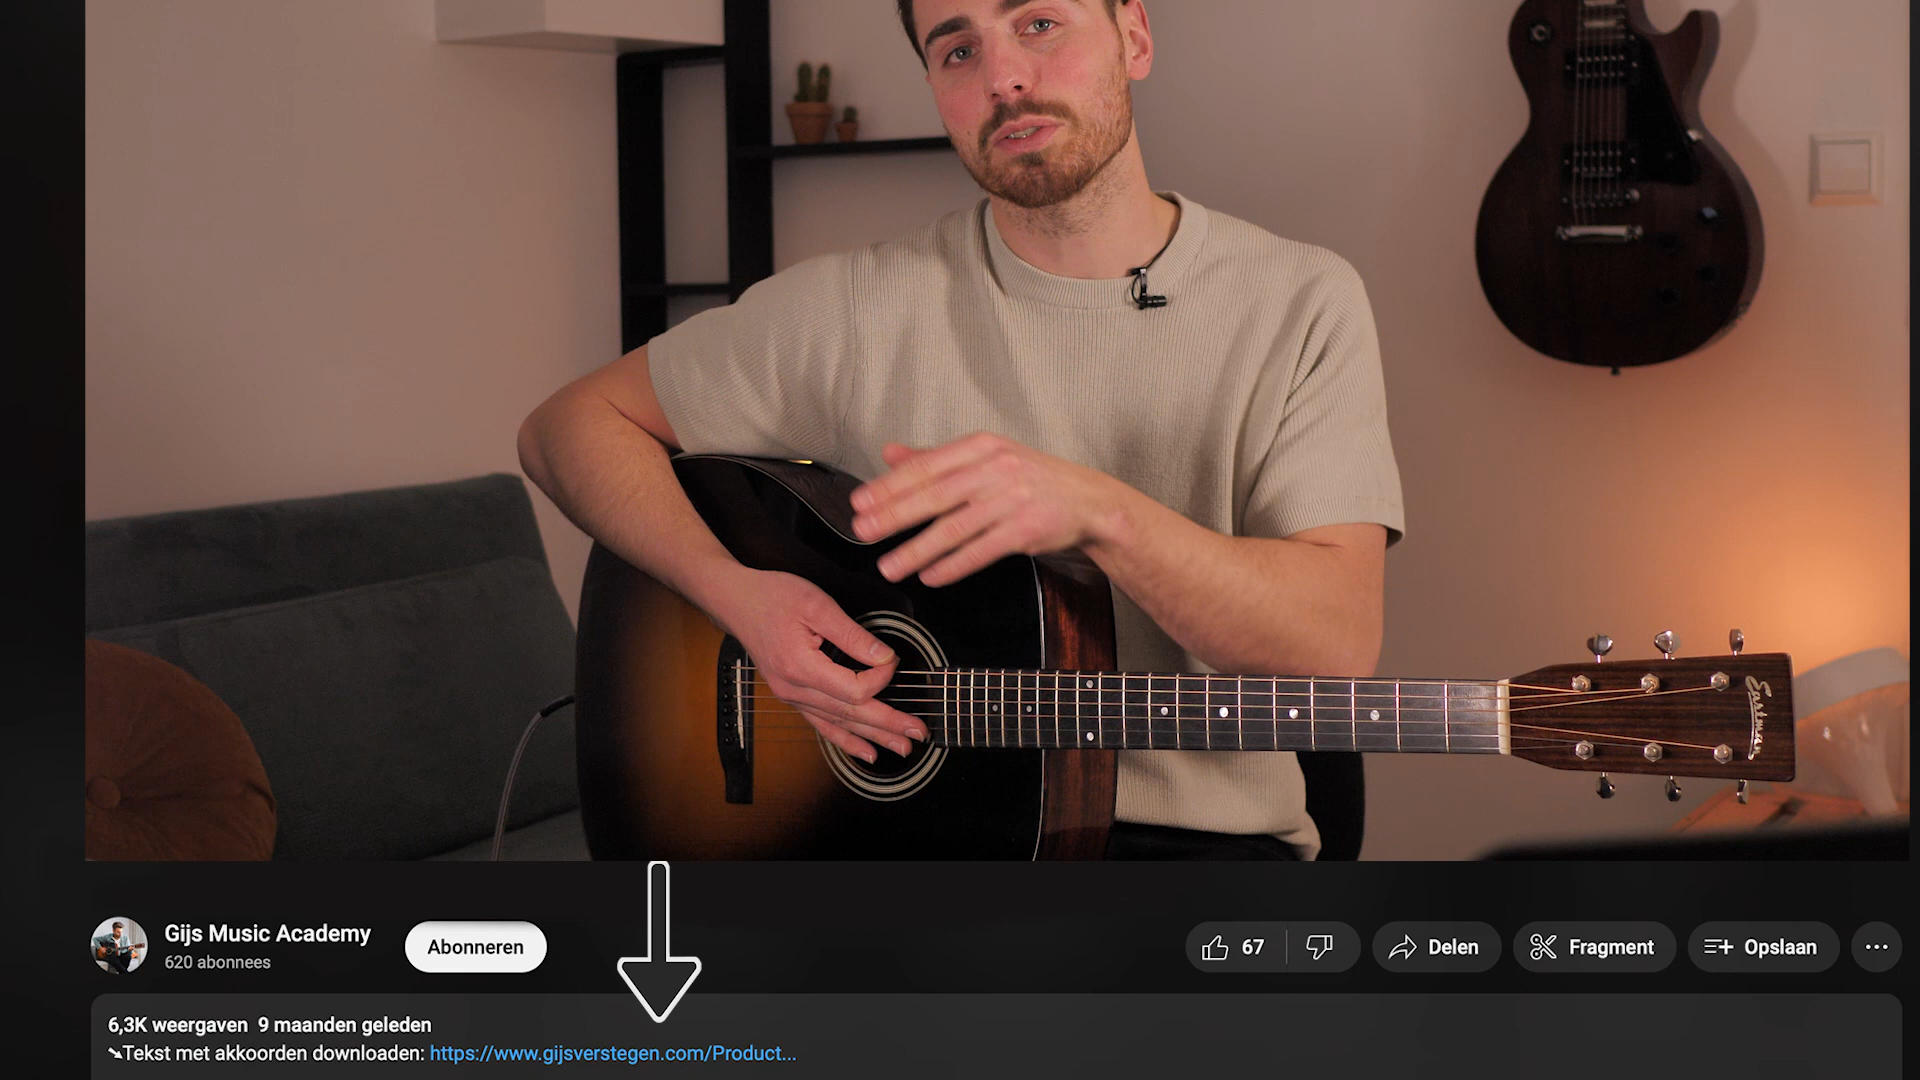 Eastman
Gijs Music Academy
620 abonnees
Abonneren
67
Delen
Fragment
Opslaan
6,3K weergaven 9 maanden geleden
➘Tekst met akkoorden downloaden: https://www.gijsverstegen.com/Product...